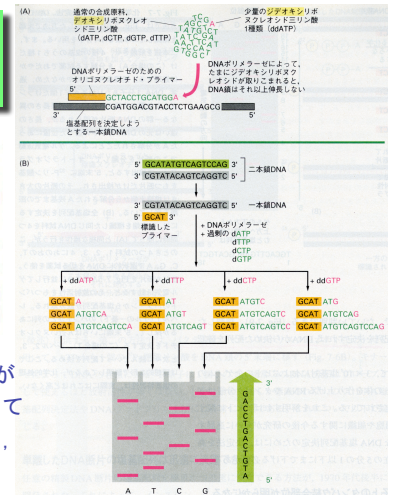 (A)
通常の合成原料,
デオキシリボヌクレオ
シド三リン酸
(dATP, dCTP, dGTP, dTTP)
少量のジデオキシリボ
ヌクレオシド三リン酸
1種類 (ddATP)
DNAポリメラーゼのための
オリゴヌクレオチド・プライマー
DNAポリメラーゼによって,
たまにジデオキシリボヌク
レオシドが取りこまれると,
DNA鎖はそれ以上伸長しない
5'
GCTACCTGCATGGA
CGATGGACGTACCTCTGAAGCG
3'
5'
塩基配列を決定しよう
とする一本鎖DNA
(B)
5' GCATATGTCAGTCCAG 3'
3' CGTATACAGTCAGGTC 5'
二本鎖DNA
3' CGTATACAGTCAGGTC 5'
一本鎖DNA
5' GCAT 3'
標識した
プライマー
+ DNAポリメラーゼ
+ 過剰の dATP
dTTP
dCTP
dGTP
+ ddATP
+ ddTTP
+ ddCTP
+ ddGTP
GCAT A
GCAT AT
GCAT ATGTC
GCAT ATG
GCAT ATGTCA
GCAT ATGT
GCAT ATGTCAGTC
GCAT ATGTCAG
GCAT ATGTCAGTCCA
GCAT ATGTCAGT
GCAT ATGTCAGTCC
GCAT ATGTCAGTCCAG
が
て
,
3'
GACCTGACTGTA
5'
A T C G